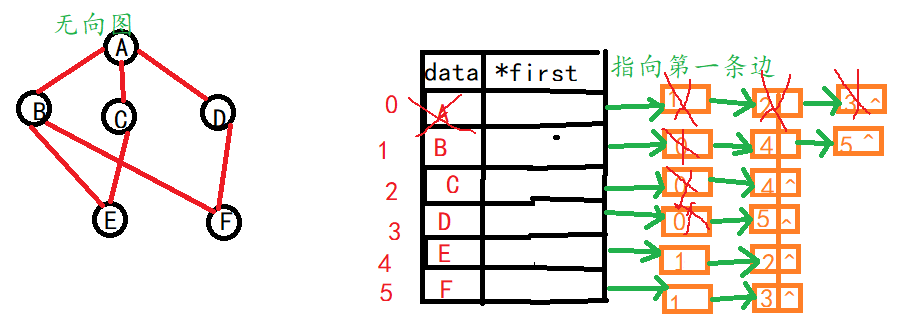 无向图
A
B
C
D
E
F
data *first 指向第一条边
0 A 1 2 3 ^
1 B 0 4 5 ^
2 C 0 4 ^
3 D 0 5 ^
4 E 1 2 ^
5 F 1 3 ^